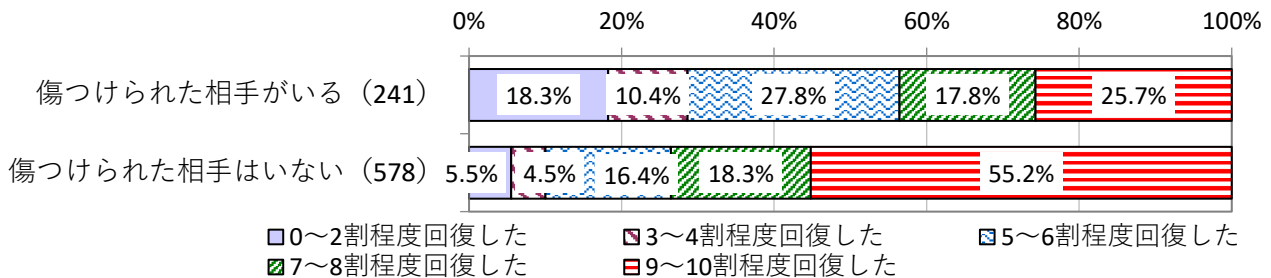 0% 20% 40% 60% 80% 100%
傷つけられた相手がいる（241） 18.3% 10.4% 27.8% 17.8% 25.7%
傷つけられた相手はいない（578） 5.5% 4.5% 16.4% 18.3% 55.2%
0～2割程度回復した 3～4割程度回復した 5～6割程度回復した
7～8割程度回復した 9～10割程度回復した